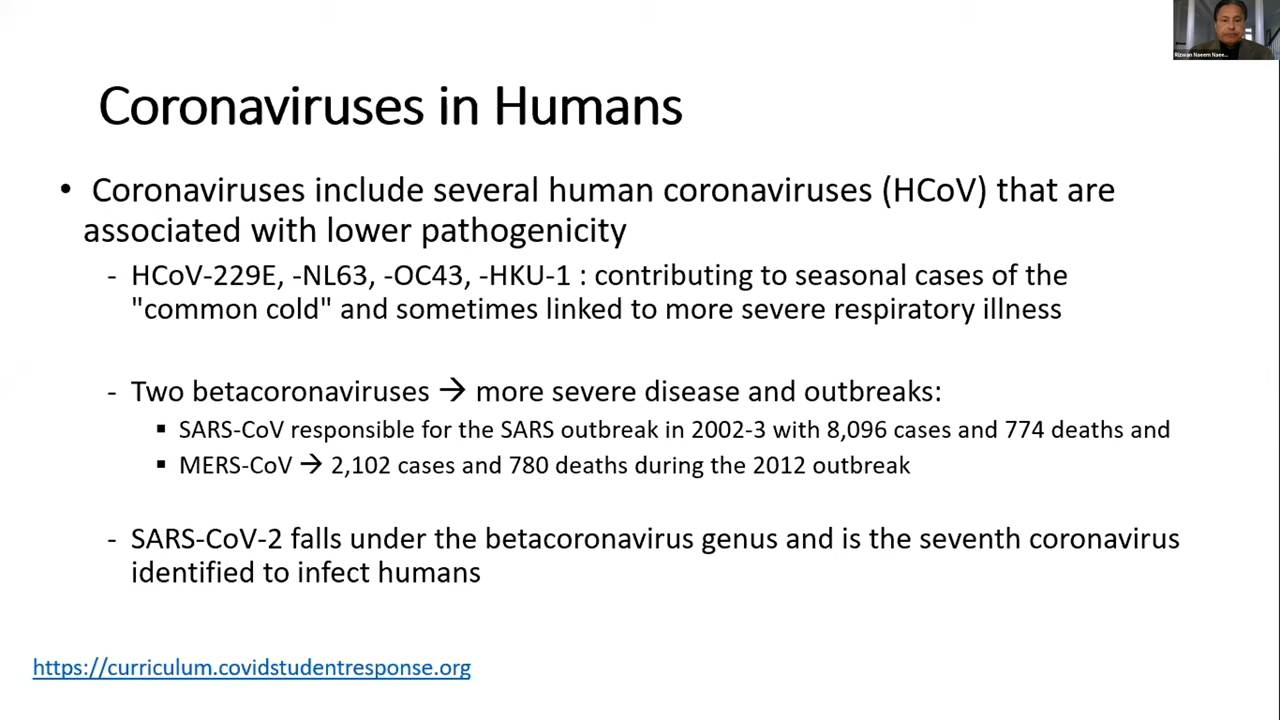 Rizwan Naeem Naee...
Coronaviruses in Humans
• Coronaviruses include several human coronaviruses (HCoV) that are
associated with lower pathogenicity
- HCoV-229E, -NL63, -OC43, -HKU-1 : contributing to seasonal cases of the
"common cold" and sometimes linked to more severe respiratory illness
- Two betacoronaviruses → more severe disease and outbreaks:
▪ SARS-CoV responsible for the SARS outbreak in 2002-3 with 8,096 cases and 774 deaths and
▪ MERS-CoV → 2,102 cases and 780 deaths during the 2012 outbreak
- SARS-CoV-2 falls under the betacoronavirus genus and is the seventh coronavirus
identified to infect humans
https://curriculum.covidstudentresponse.org